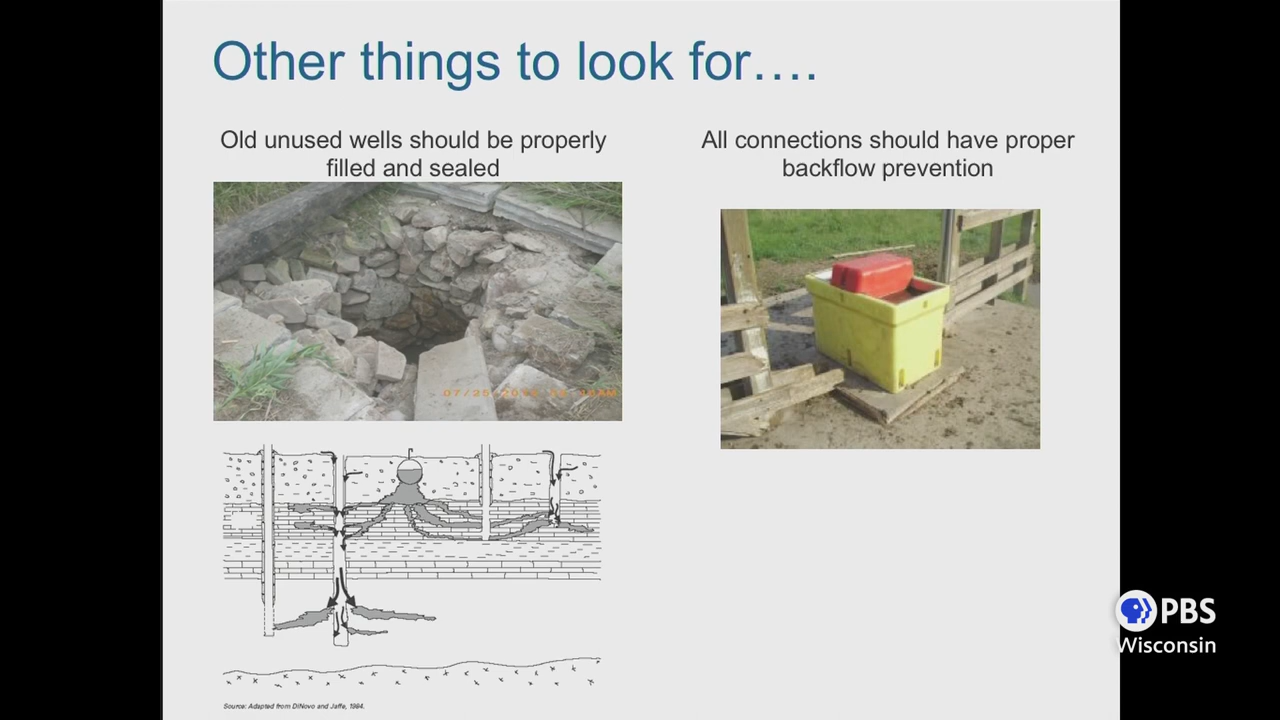 Other things to look for….
Old unused wells should be properly
filled and sealed
All connections should have proper
backflow prevention
Source: Adapted from DiNovo and Jaffe, 1984.
PBS
Wisconsin